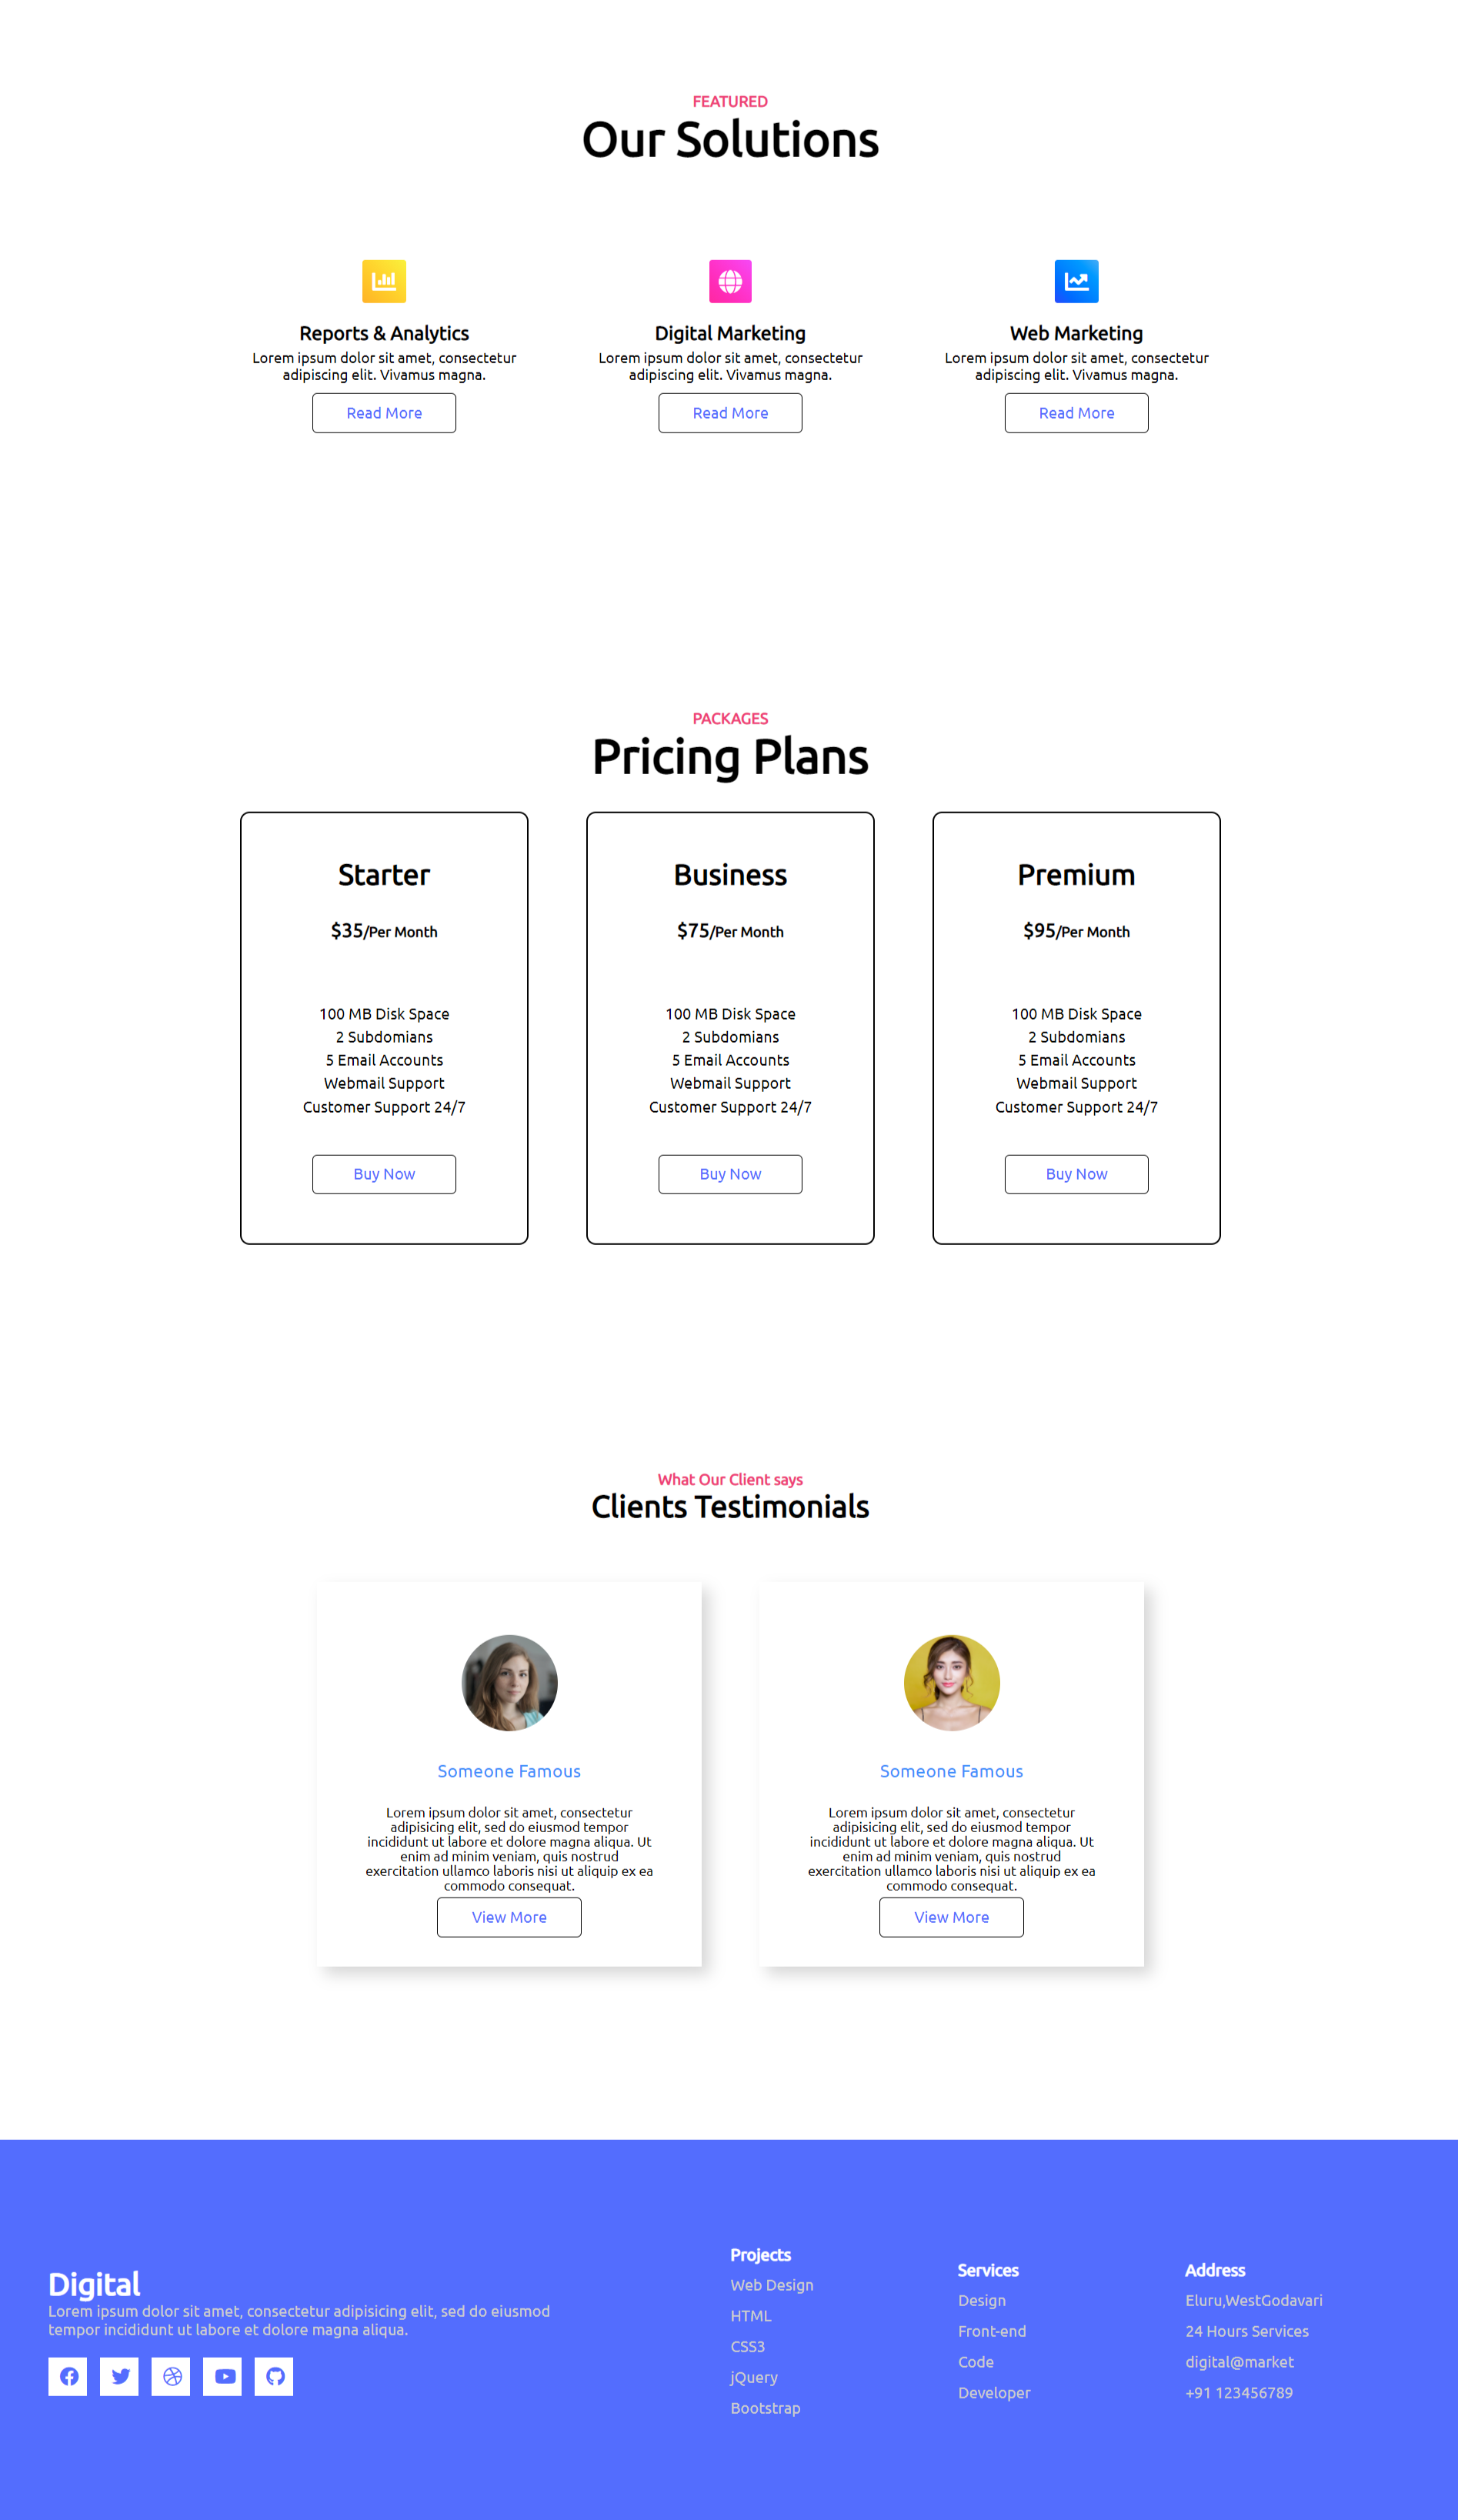 FEATURED
Our Solutions
Reports & Analytics
Lorem ipsum dolor sit amet, consectetur
adipiscing elit. Vivamus magna.
Read More
Digital Marketing
Lorem ipsum dolor sit amet, consectetur
adipiscing elit. Vivamus magna.
Read More
Web Marketing
Lorem ipsum dolor sit amet, consectetur
adipiscing elit. Vivamus magna.
Read More
PACKAGES
Pricing Plans
Starter
$35/Per Month
100 MB Disk Space
2 Subdomians
5 Email Accounts
Webmail Support
Customer Support 24/7
Buy Now
Business
$75/Per Month
100 MB Disk Space
2 Subdomians
5 Email Accounts
Webmail Support
Customer Support 24/7
Buy Now
Premium
$95/Per Month
100 MB Disk Space
2 Subdomians
5 Email Accounts
Webmail Support
Customer Support 24/7
Buy Now
What Our Client says
Clients Testimonials
Someone Famous
Lorem ipsum dolor sit amet, consectetur
adipisicing elit, sed do eiusmod tempor
incididunt ut labore et dolore magna aliqua. Ut
enim ad minim veniam, quis nostrud
exercitation ullamco laboris nisi ut aliquip ex ea
commodo consequat.
View More
Someone Famous
Lorem ipsum dolor sit amet, consectetur
adipisicing elit, sed do eiusmod tempor
incididunt ut labore et dolore magna aliqua. Ut
enim ad minim veniam, quis nostrud
exercitation ullamco laboris nisi ut aliquip ex ea
commodo consequat.
View More
Digital
Lorem ipsum dolor sit amet, consectetur adipisicing elit, sed do eiusmod
tempor incididunt ut labore et dolore magna aliqua.
Projects
Web Design
HTML
CSS3
jQuery
Bootstrap
Services
Design
Front-end
Code
Developer
Address
Eluru,WestGodavari
24 Hours Services
digital@market
+91 123456789